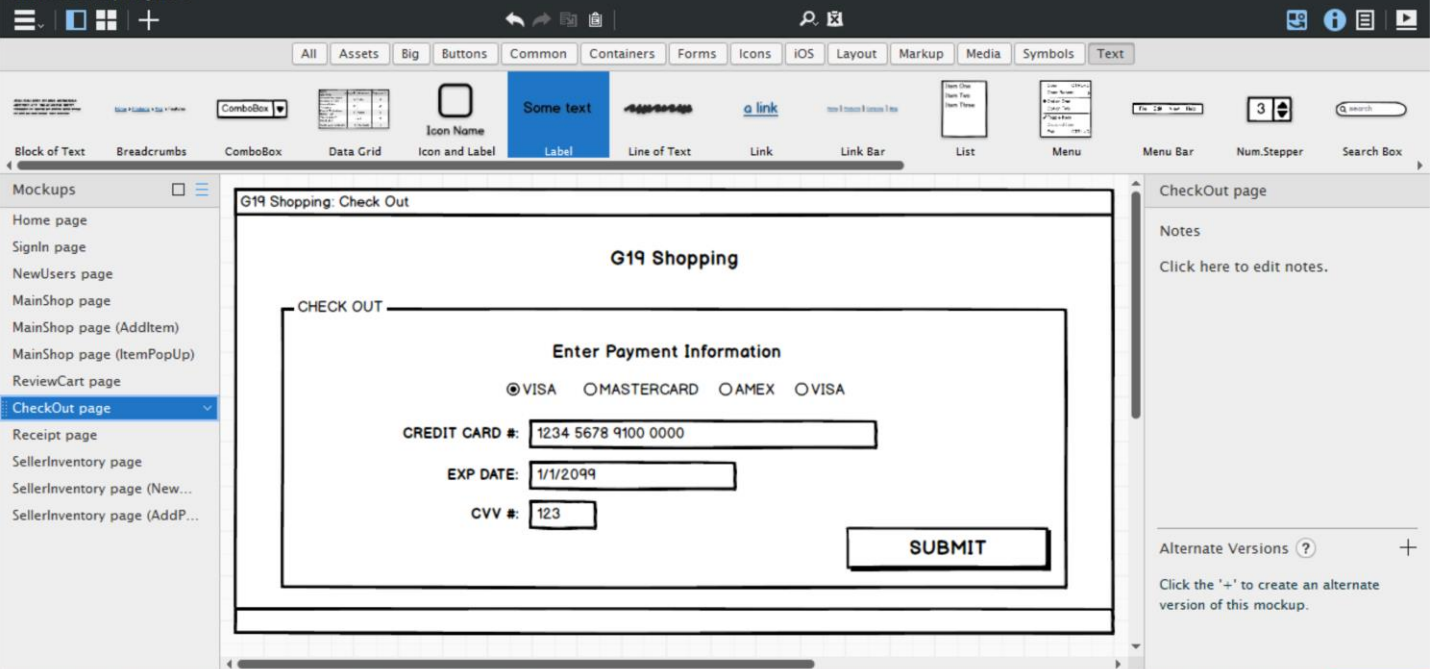 All Assets Big Buttons Common Containers Forms Icons iOS Layout Markup Media Symbols Text
ComboBox
Icon Name
Some text
a link
Item One
Item Two
Item Three
3
search
Block of Text Breadcrumbs ComboBox Data Grid Icon and Label Label Line of Text Link Link Bar List Menu Menu Bar Num.Stepper Search Box
Mockups
Home page
SignIn page
NewUsers page
MainShop page
MainShop page (AddItem)
MainShop page (ItemPopUp)
ReviewCart page
CheckOut page
Receipt page
SellerInventory page
SellerInventory page (New...
SellerInventory page (AddP...
G19 Shopping: Check Out
G19 Shopping
CHECK OUT
Enter Payment Information
VISA MASTERCARD AMEX VISA
CREDIT CARD #: 1234 5678 9100 0000
EXP DATE: 1/1/2099
CVV #: 123
SUBMIT
CheckOut page
Notes
Click here to edit notes.
Alternate Versions ?
Click the '+' to create an alternate
version of this mockup.